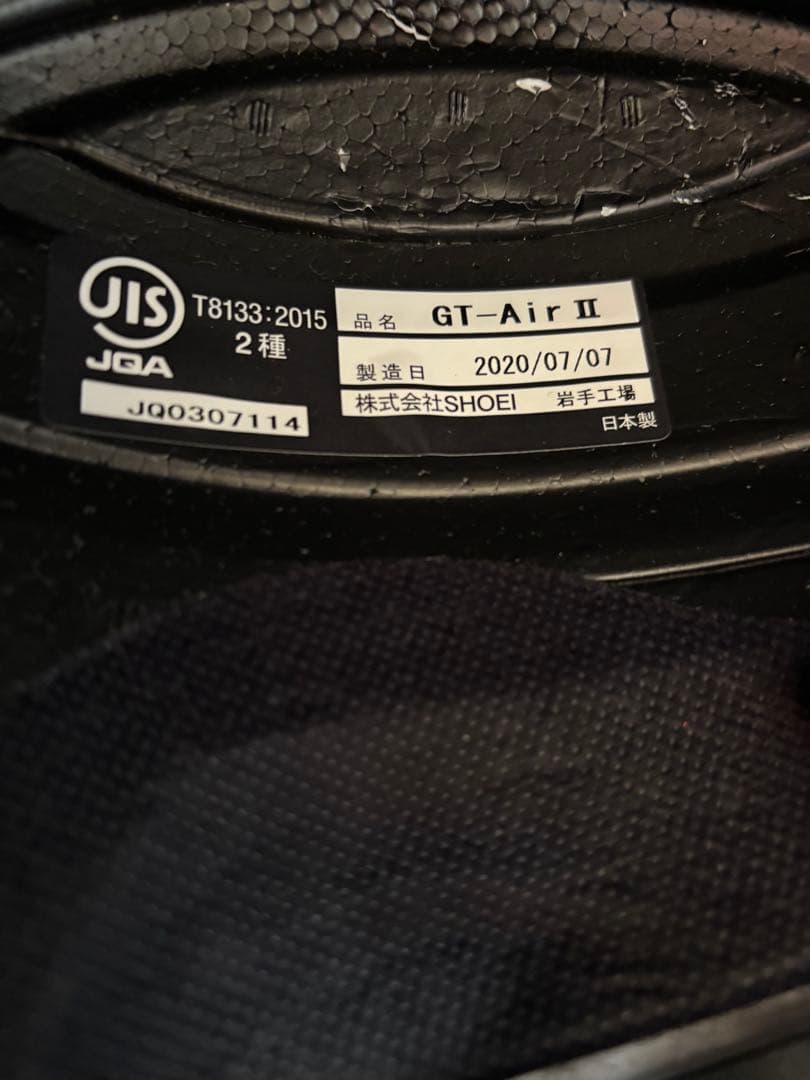 JIS
JQA
T8133:2015
2種
JQ0307114
品名 GT-Air II
製造日 2020/07/07
株式会社SHOEI 岩手工場
日本製